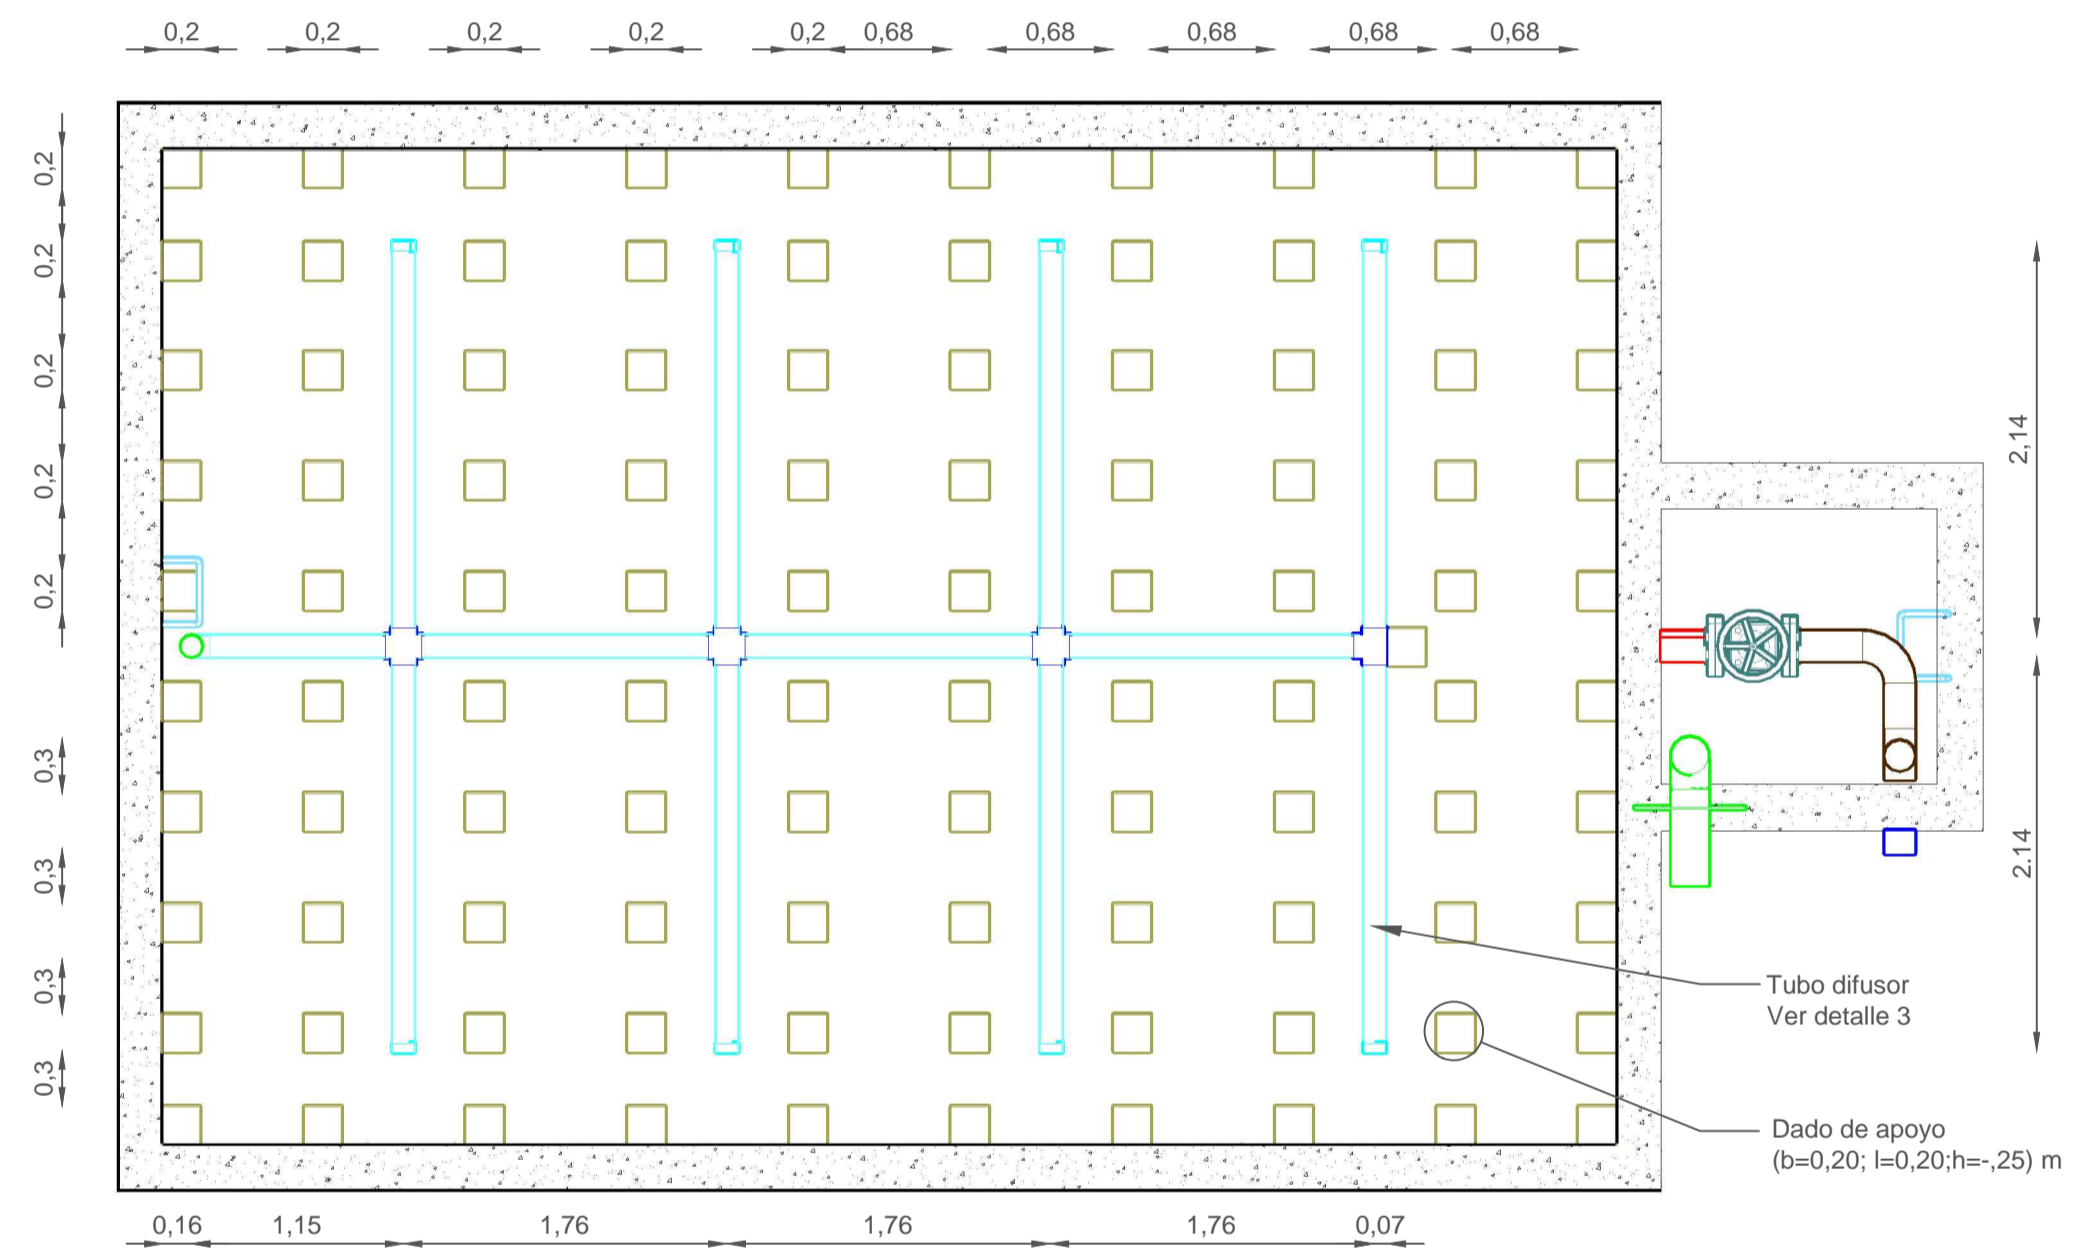 0,2 0,2 0,2 0,2 0,2 0,68 0,68 0,68 0,68 0,68
0,2
0,2
0,2
0,2
0,2
0,3
0,3
0,3
0,3
2,14
2.14
Tubo difusor
Ver detalle 3
Dado de apoyo
(b=0,20; l=0,20;h=-,25) m
0,16 1,15 1,76 1,76 1,76 0,07